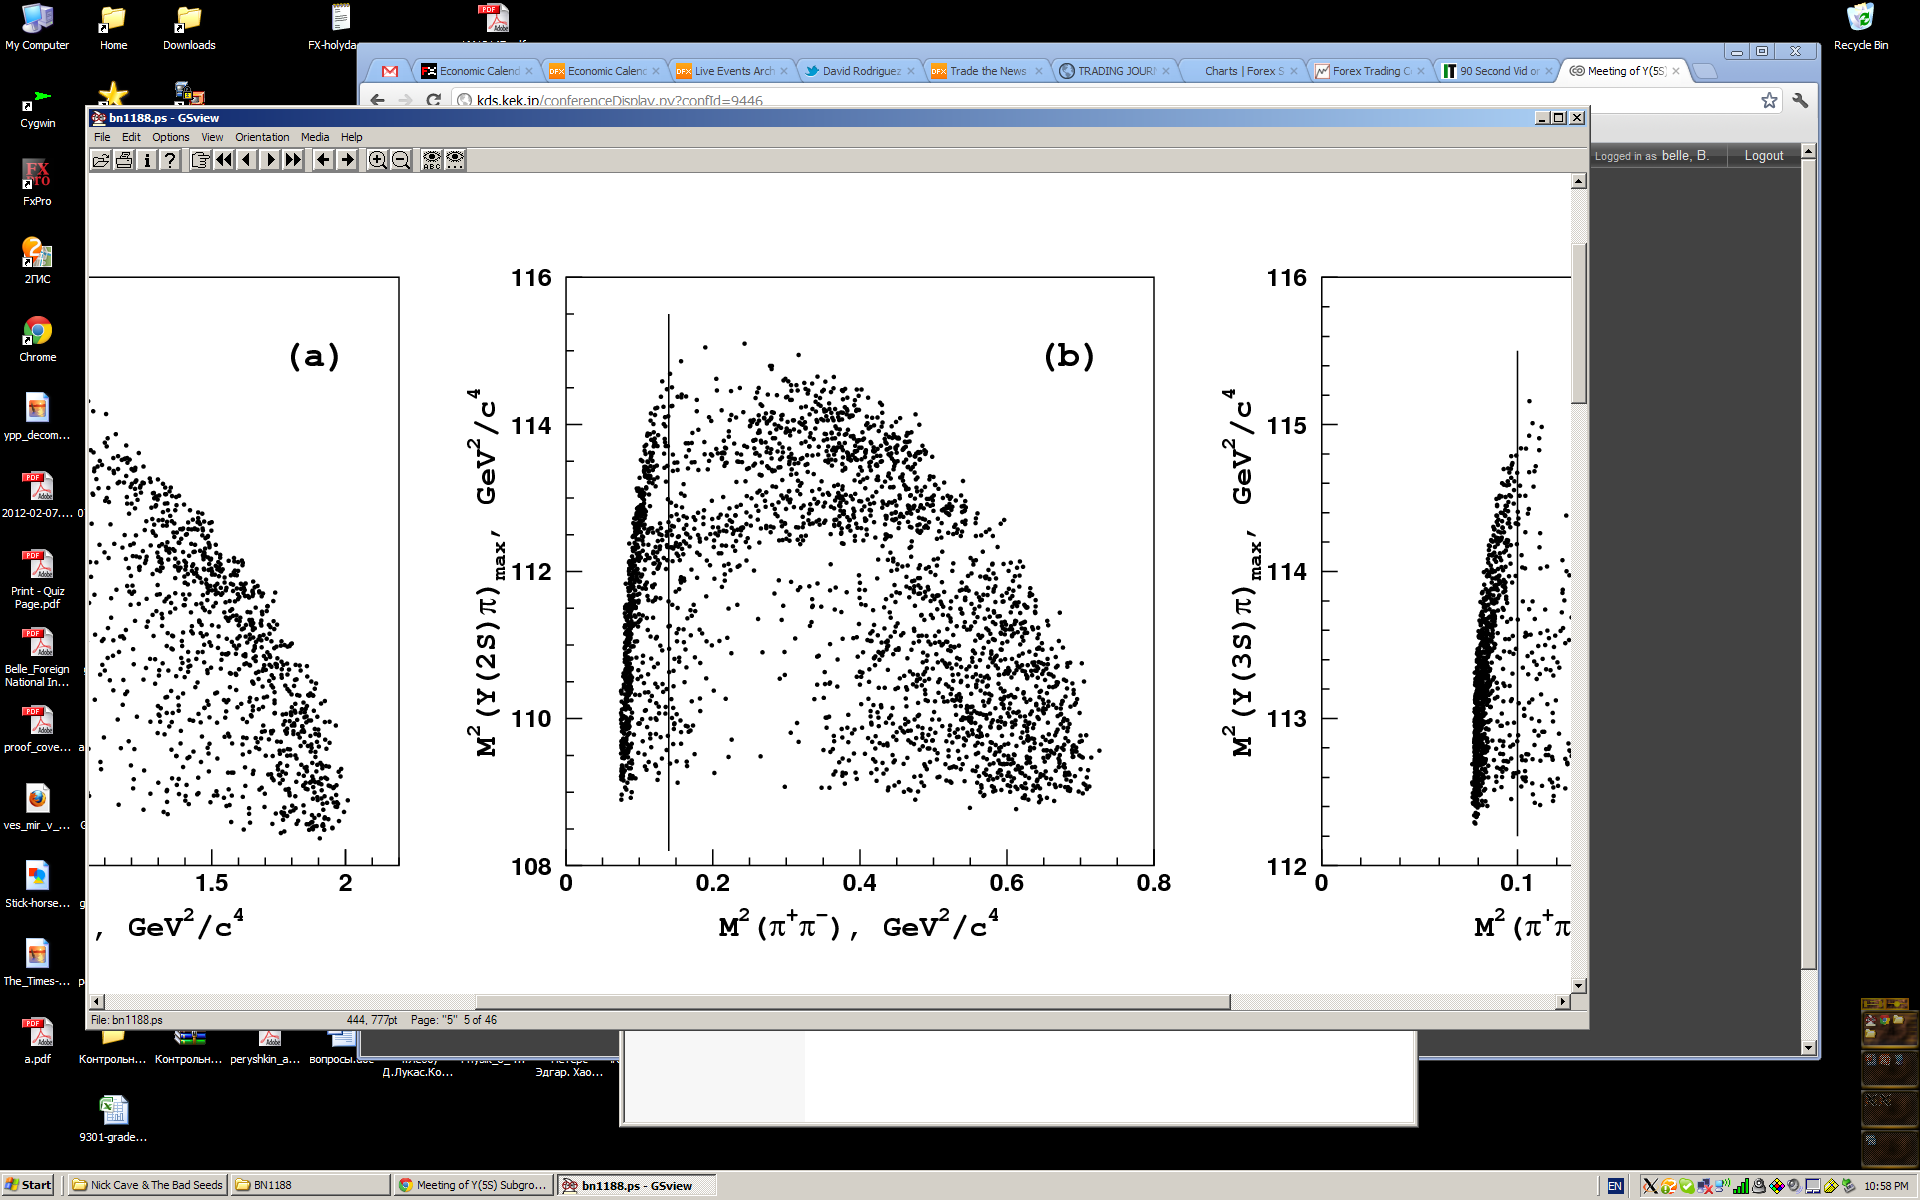 My Computer
Home
Downloads
FX-holyda
Recycle Bin
Economic Calend
Economic Calenc
Live Events Arch
David Rodriguez
Trade the News
TRADING JOURN
Charts | Forex S
Forex Trading C
90 Second Vid or
Meeting of Y(5S)
kds.kek.jp/conferenceDisplay.py?confId=9446
Cygwin
bn1188.ps - GSview
File Edit Options View Orientation Media Help
Logged in as belle, B.
Logout
FxPro
2ГИС
Chrome
ypp_decom...
2012-02-07....
Print - Quiz
Page.pdf
Belle_Foreign
National In...
proof_cove...
ves_mir_v_...
Stick-horse...
The_Times-...
a.pdf
(a)
1.5 2
, GeV²/c⁴
116
114
112
110
108
M²(Y(2S)π)max, GeV²/c⁴
(b)
0 0.2 0.4 0.6 0.8
M²(π⁺π⁻), GeV²/c⁴
116
115
114
113
112
M²(Y(3S)π)max, GeV²/c⁴
0 0.1
M²(π⁺π
File: bn1188.ps
444, 777pt Page: "5" 5 of 46
Контрольн...
Контрольн...
peryshkin_a...
вопросы.doc
Д.Лукас.Ко...
Эдгар. Хао...
9301-grade...
Start
Nick Cave & The Bad Seeds
BN1188
Meeting of Y(5S) Subgro...
bn1188.ps - GSview
EN
10:58 PM